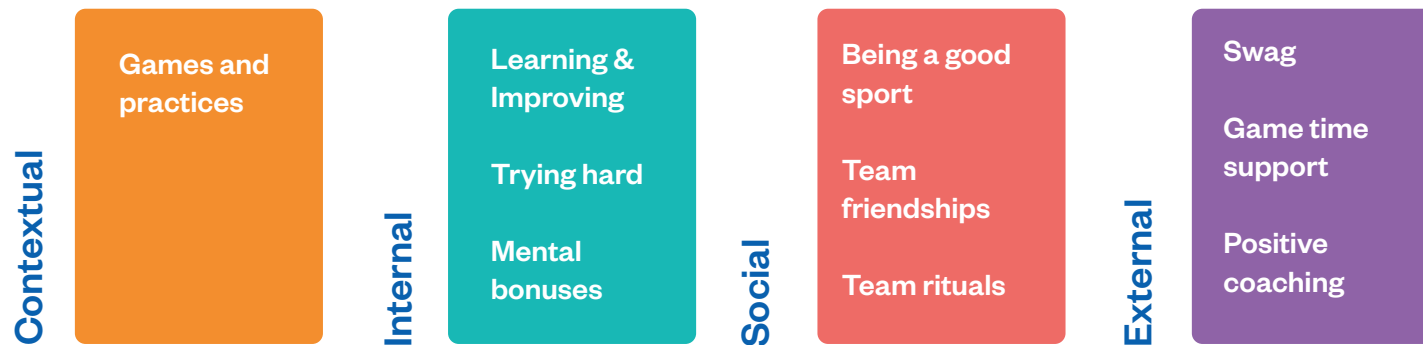 Contextual
Games and
practices
Internal
Learning &
Improving
Trying hard
Mental
bonuses
Social
Being a good
sport
Team
friendships
Team rituals
External
Swag
Game time
support
Positive
coaching